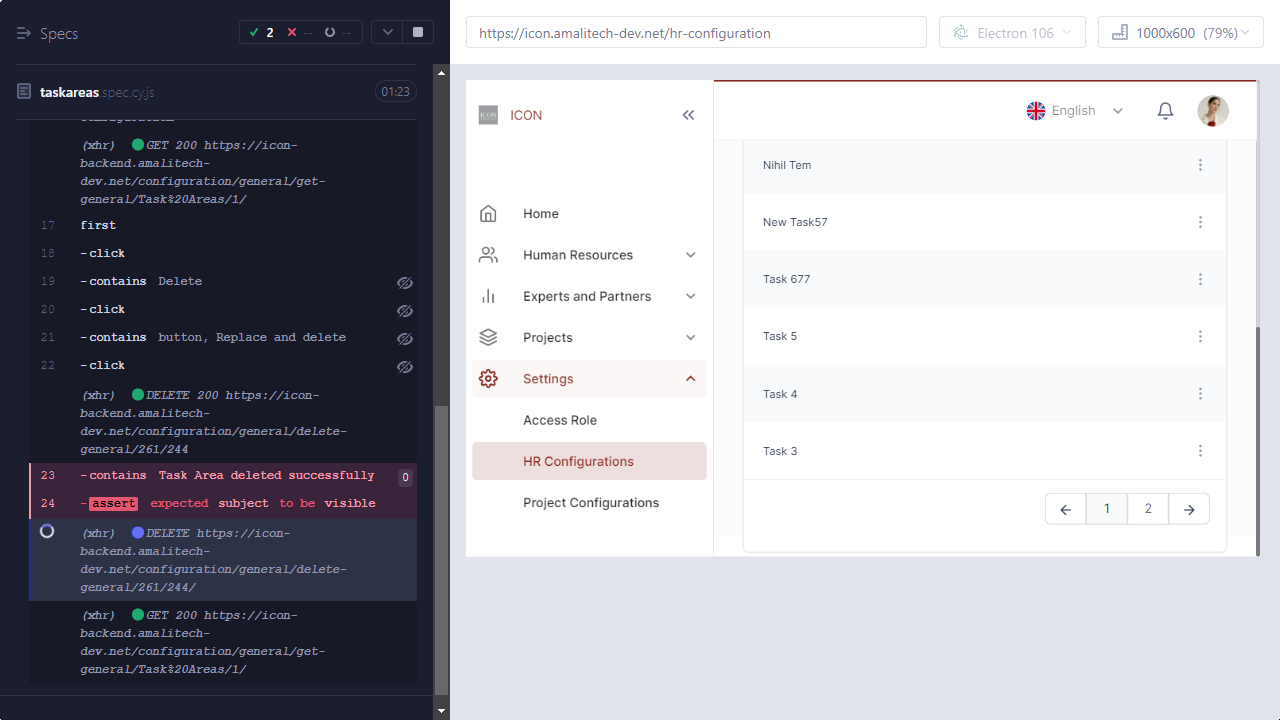 Specs
2
--
--
taskareas.spec.cy.js
01:23
(xhr) GET 200 https://icon-
backend.amalitech-
dev.net/configuration/general/get-
general/Task%20Areas/1/
17 first
18 -click
19 -contains Delete
20 -click
21 -contains button, Replace and delete
22 -click
(xhr) DELETE 200 https://icon-
backend.amalitech-
dev.net/configuration/general/delete-
general/261/244
23 -contains Task Area deleted successfully 0
24 -assert expected subject to be visible
(xhr) DELETE https://icon-
backend.amalitech-
dev.net/configuration/general/delete-
general/261/244/
(xhr) GET 200 https://icon-
backend.amalitech-
dev.net/configuration/general/get-
general/Task%20Areas/1/
https://icon.amalitech-dev.net/hr-configuration
Electron 106
1000x600 (79%)
ICON
ICON
Home
Human Resources
Experts and Partners
Projects
Settings
Access Role
HR Configurations
Project Configurations
English
Nihil Tem
New Task57
Task 677
Task 5
Task 4
Task 3
1 2